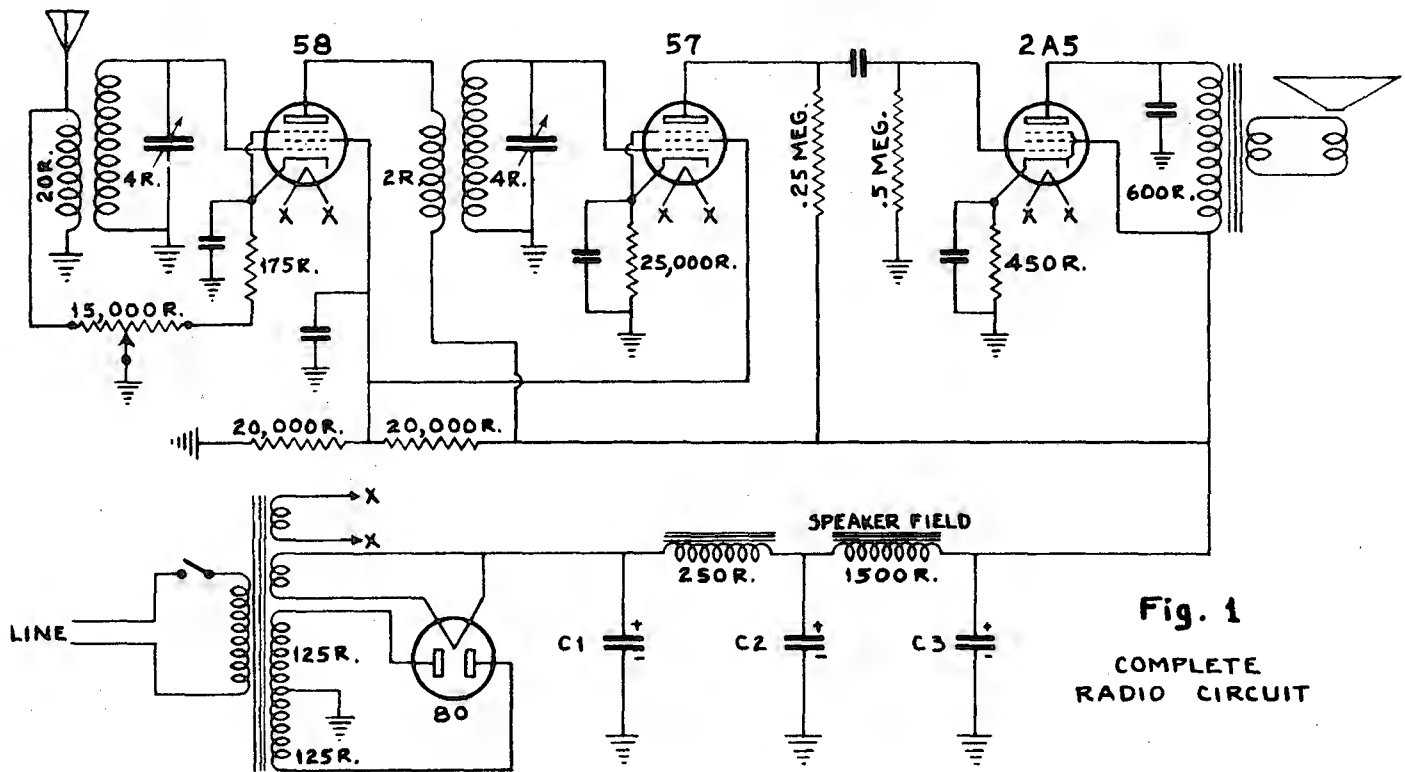 58
57
2A5
20R.
4R.
2R.
4R.
.25 MEG.
.5 MEG.
600R.
175R.
25,000R.
450R.
15,000R.
20,000R.
20,000R.
X X
X X
X X
X
X
SPEAKER FIELD
250R.
1500R.
LINE
125R.
125R.
80
C1
+
-
C2
+
-
C3
+
-
Fig. 1
COMPLETE
RADIO CIRCUIT